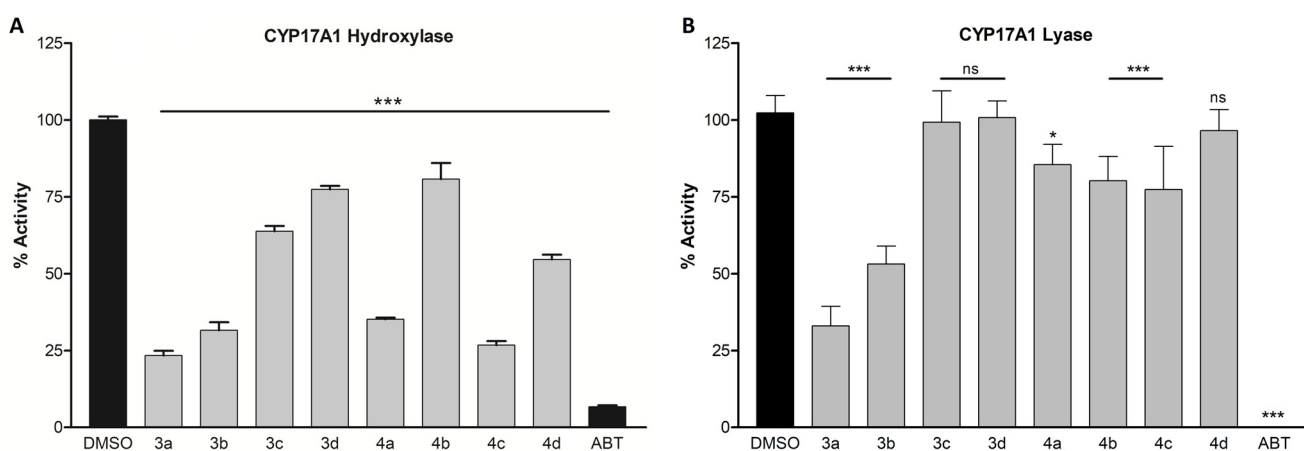 A
CYP17A1 Hydroxylase
% Activity
125
100
75
50
25
0
***
DMSO 3a 3b 3c 3d 4a 4b 4c 4d ABT
B
CYP17A1 Lyase
% Activity
125
100
75
50
25
0
*** ns *** ns
*
***
DMSO 3a 3b 3c 3d 4a 4b 4c 4d ABT